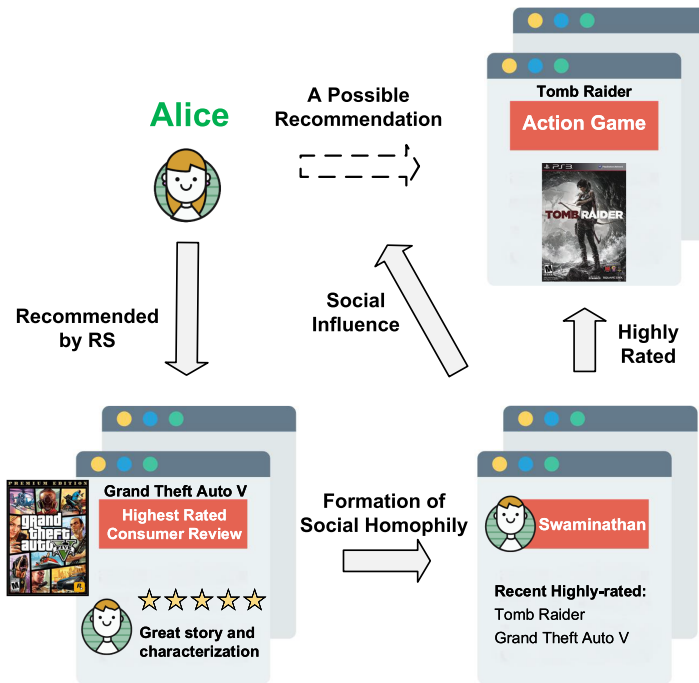 Alice
A Possible
Recommendation
Tomb Raider
Action Game
PS3
TOMB RAIDER
Recommended
by RS
Social
Influence
Highly
Rated
PREMIUM EDITION
grand
theft
auto V
Grand Theft Auto V
Highest Rated
Consumer Review
Great story and
characterization
Formation of
Social Homophily
Swaminathan
Recent Highly-rated:
Tomb Raider
Grand Theft Auto V